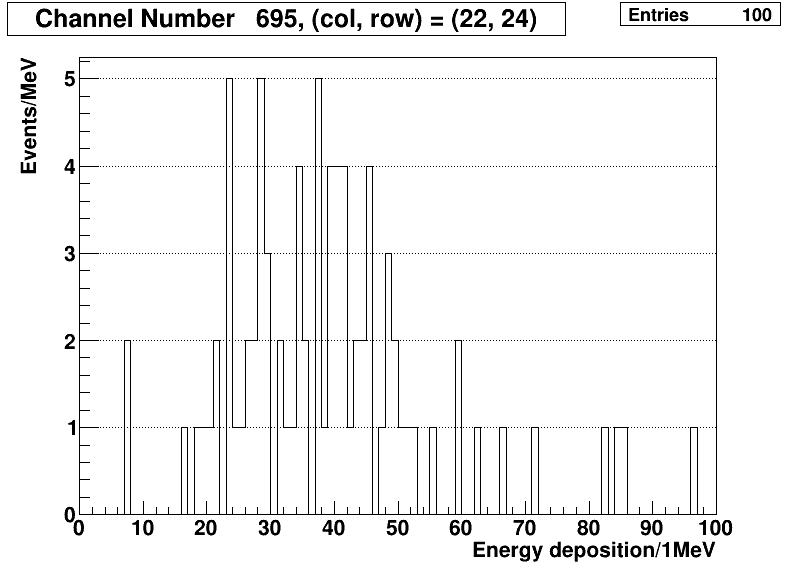 Channel Number 695, (col, row) = (22, 24)
Entries 100
Events/MeV
5
4
3
2
1
0
0 10 20 30 40 50 60 70 80 90 100
Energy deposition/1MeV